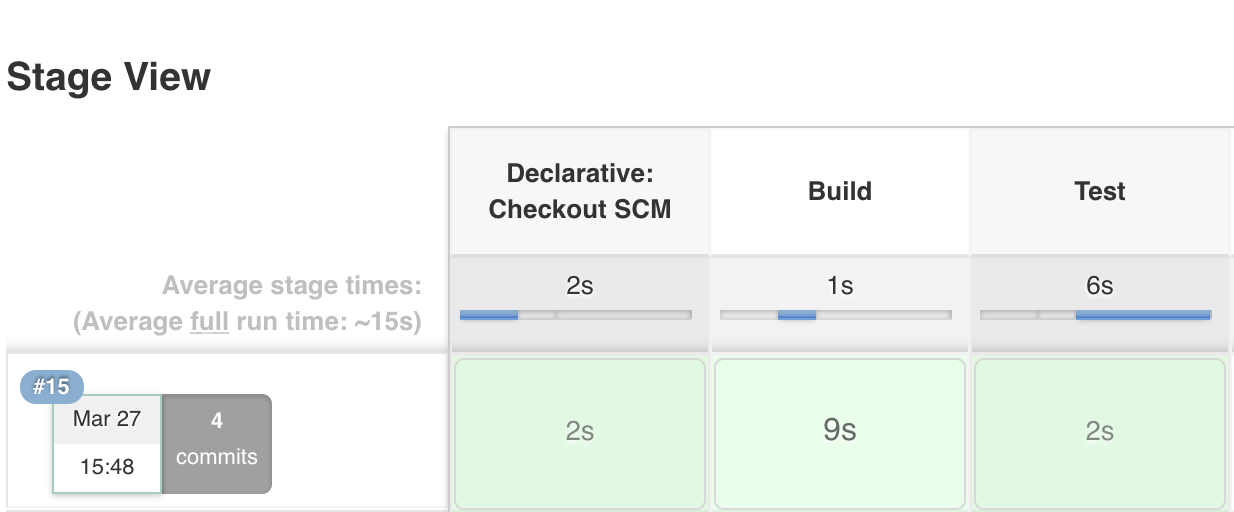 Stage View
Declarative:
Checkout SCM
Build
Test
Average stage times:
(Average full run time: ~15s)
2s
1s
6s
#15
Mar 27
15:48
4
commits
2s
9s
2s